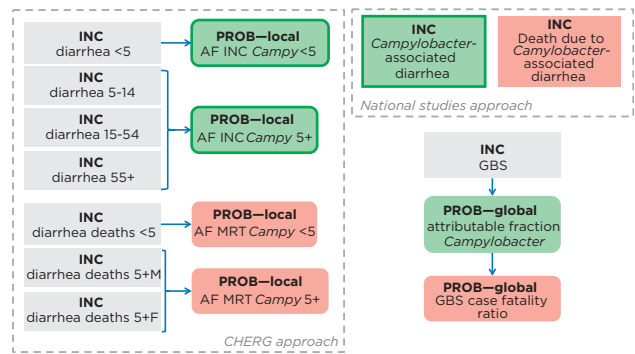 INC
diarrhea <5
PROB—local
AF INC Campy<5
INC
diarrhea 5-14
INC
diarrhea 15-54
INC
diarrhea 55+
PROB—local
AF INC Campy 5+
INC
diarrhea deaths <5
PROB—local
AF MRT Campy <5
INC
diarrhea deaths 5+M
INC
diarrhea deaths 5+F
PROB—local
AF MRT Campy 5+
CHERG approach
INC
Campylobacter-
associated
diarrhea
INC
Death due to
Camylobacter-
associated
diarrhea
National studies approach
INC
GBS
PROB—global
attributable fraction
Campylobacter
PROB—global
GBS case fatality
ratio